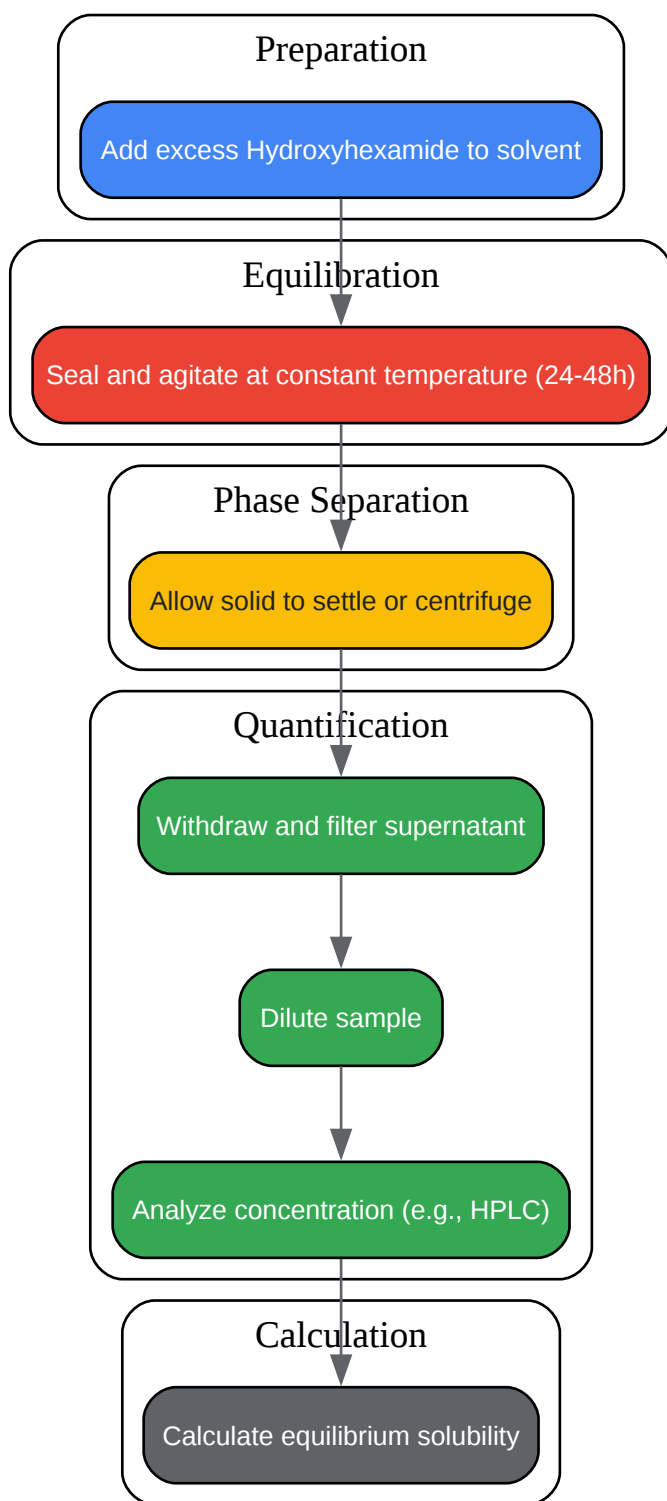 Preparation
Add excess Hydroxyhexamide to solvent
Equilibration
Seal and agitate at constant temperature (24-48h)
Phase Separation
Allow solid to settle or centrifuge
Quantification
Withdraw and filter supernatant
Dilute sample
Analyze concentration (e.g., HPLC)
Calculation
Calculate equilibrium solubility